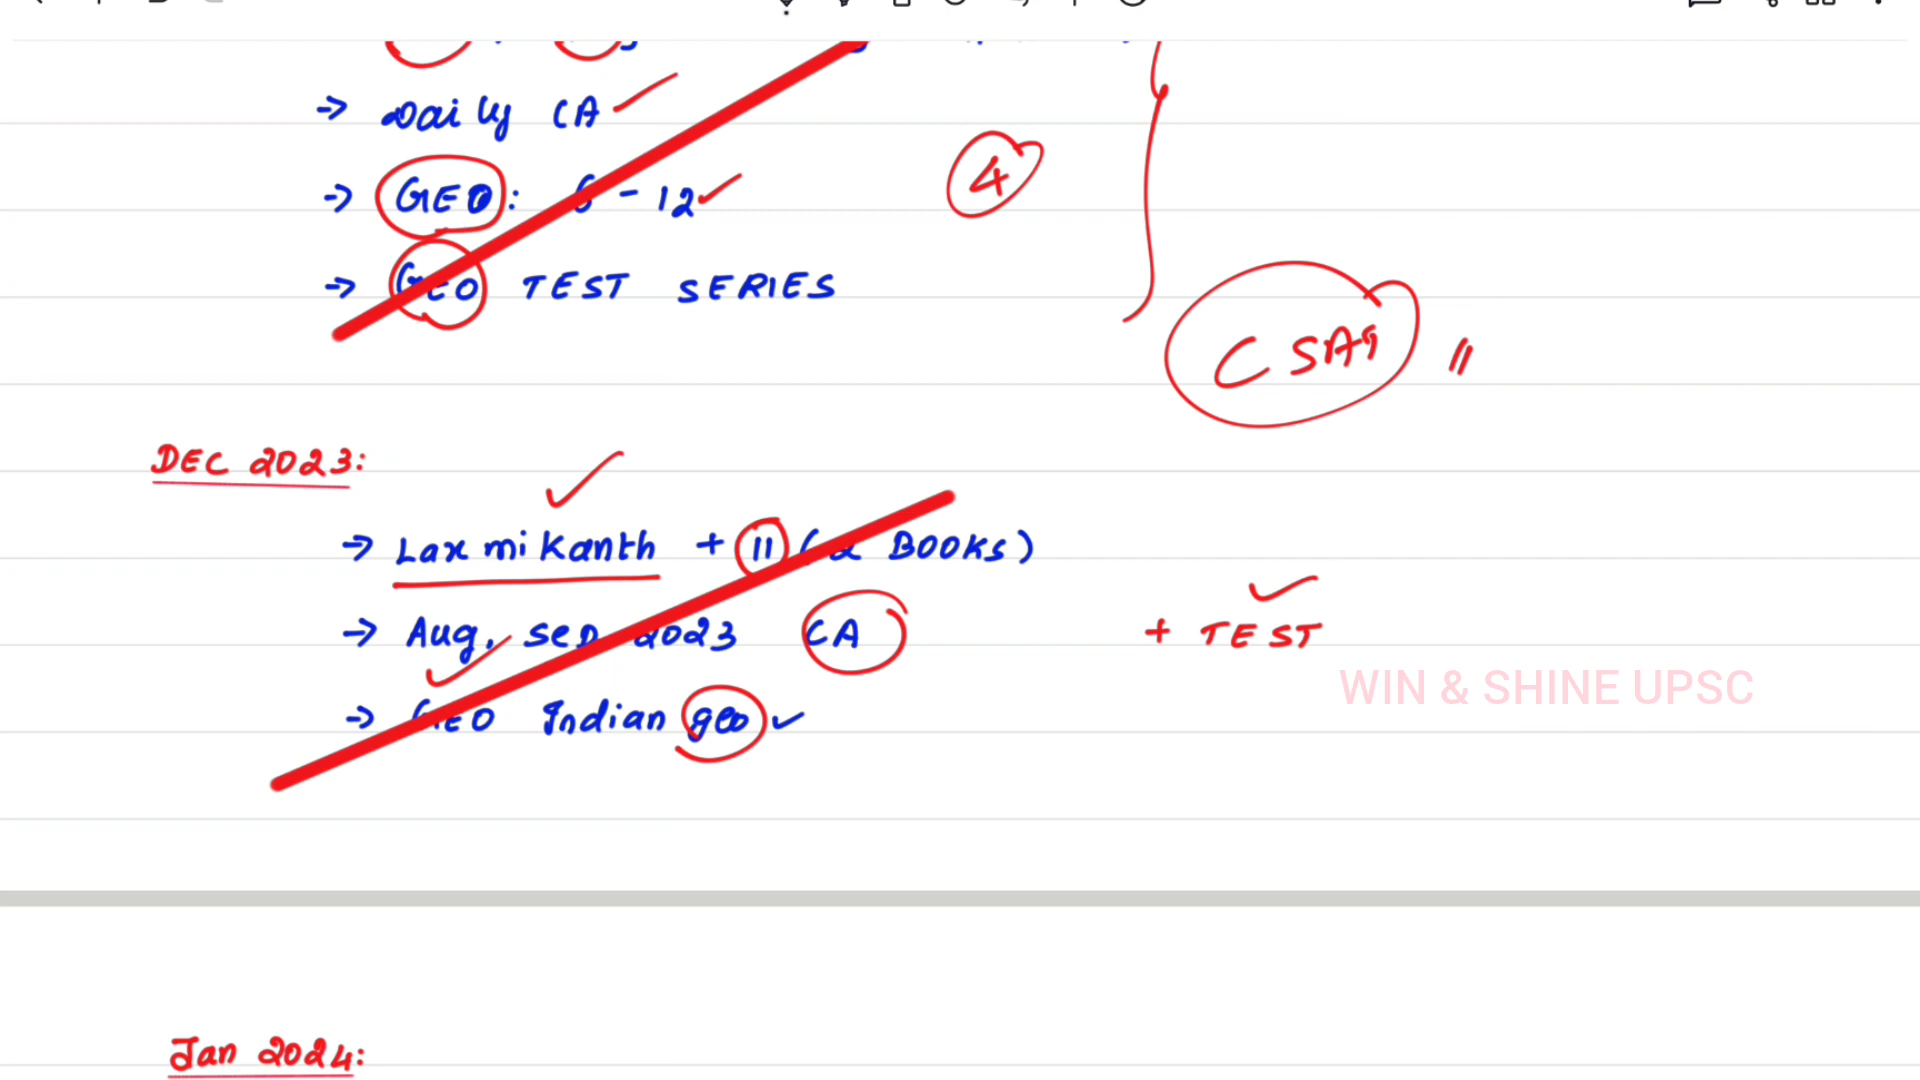 → Daily CA
→ GEO: 6 - 12
4
→ GEO TEST SERIES
CSAT
DEC 2023:
→ Laxmikanth + 11 (2 BOOKS)
→ Aug, Sep 2023 CA + TEST
WIN & SHINE UPSC
→ GEO Indian geo
Jan 2024: